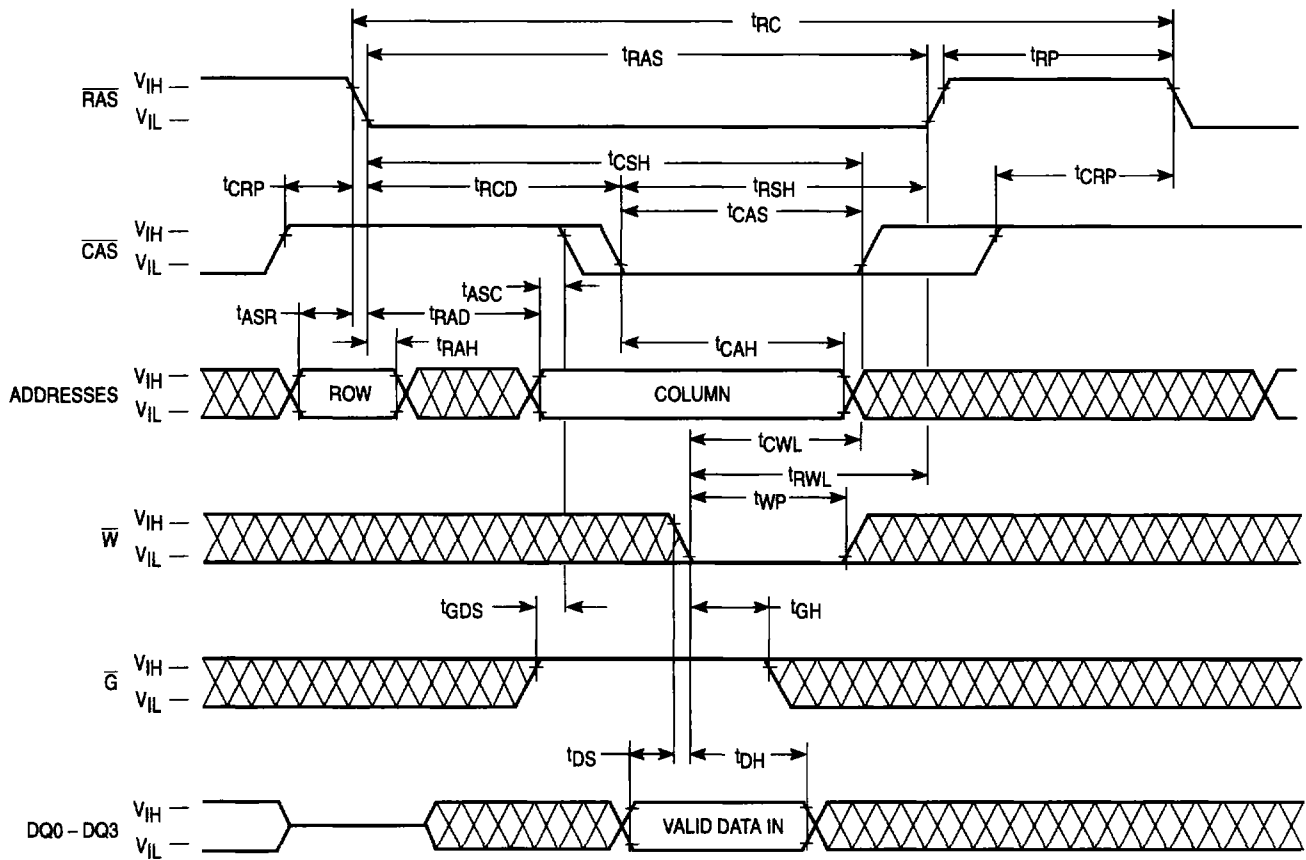 tRC
tRAS
tRP
RAS
VIH
VIL
tCSH
tCRP
tRCD
tRSH
tCRP
tCAS
CAS
VIH
VIL
tASC
tASR
tRAD
tRAH
tCAH
ADDRESSES
VIH
VIL
ROW
COLUMN
tCWL
tRWL
tWP
W
VIH
VIL
tGDS
tGH
G
VIH
VIL
tDS
tDH
DQ0 – DQ3
VIH
VIL
VALID DATA IN